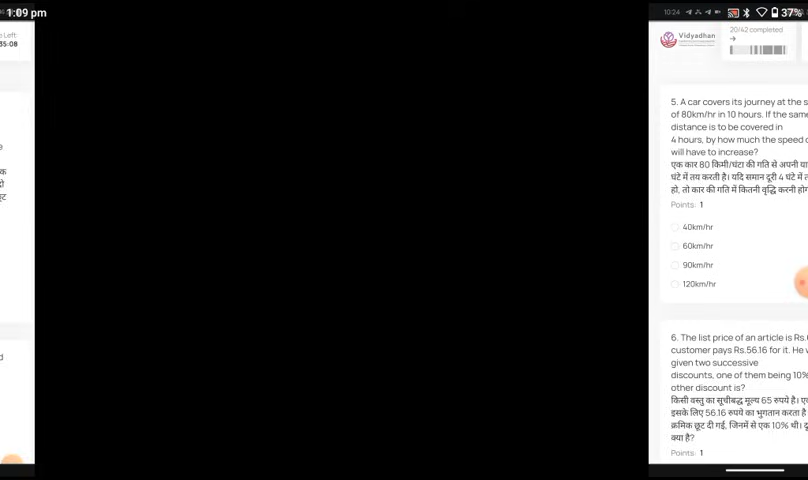 1:09 pm
10:24
37%
Left:
35:08
Vidyadhan
20/42 completed
→
5. A car covers its journey at the
of 80km/hr in 10 hours. If the same
distance is to be covered in
4 hours, by how much the speed
will have to increase?
एक कार 80 किमी/घंटा की गति से अपनी
घंटे में तय करती है। यदि समान दूरी 4 घंटे में
हो, तो कार की गति में कितनी वृद्धि करनी
Points: 1
40km/hr
60km/hr
90km/hr
120km/hr
6. The list price of an article is
customer pays Rs.56.16 for it. He
given two successive
discounts, one of them being 10%
other discount is?
किसी वस्तु का सूचीबद्ध मूल्य 65 रुपये है।
इसके लिए 56.16 रुपये का भुगतान करता है
क्रमिक छूट दी गई, जिनमें से एक 10% थी।
क्या है?
Points: 1